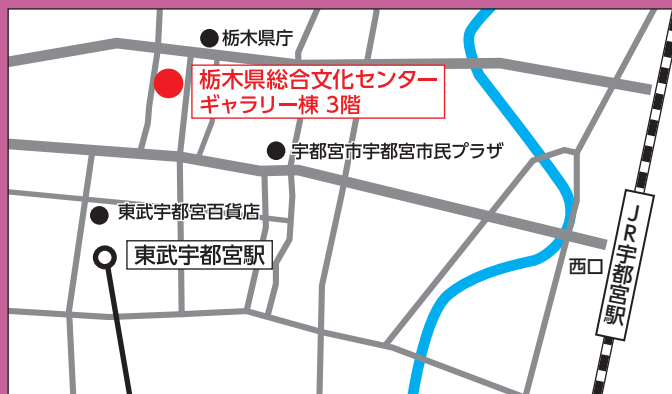 栃木県庁
栃木県総合文化センター
ギャラリー棟 3階
宇都宮市宇都宮市民プラザ
東武宇都宮百貨店
東武宇都宮駅
西口
JR宇都宮駅